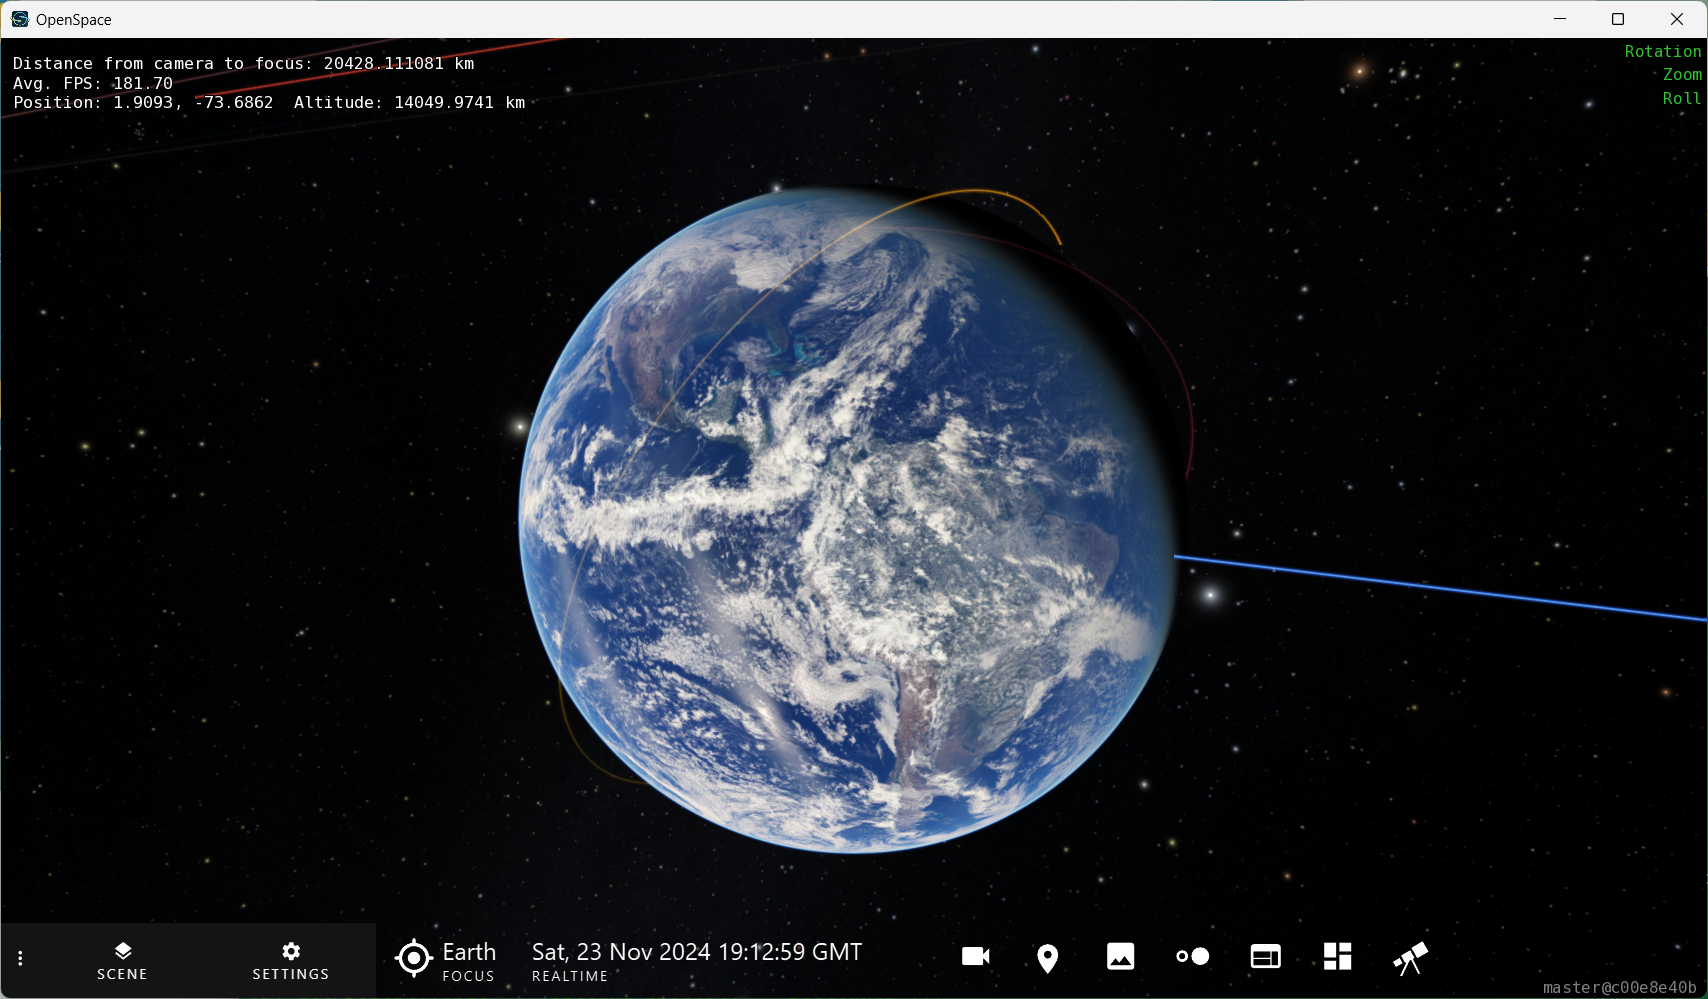 OpenSpace
Distance from camera to focus: 20428.111081 km
Avg. FPS: 181.70
Position: 1.9093, -73.6862  Altitude: 14049.9741 km
Rotation
Zoom
Roll
SCENE
SETTINGS
Earth
FOCUS
Sat, 23 Nov 2024 19:12:59 GMT
REALTIME
master@c00e8e40b